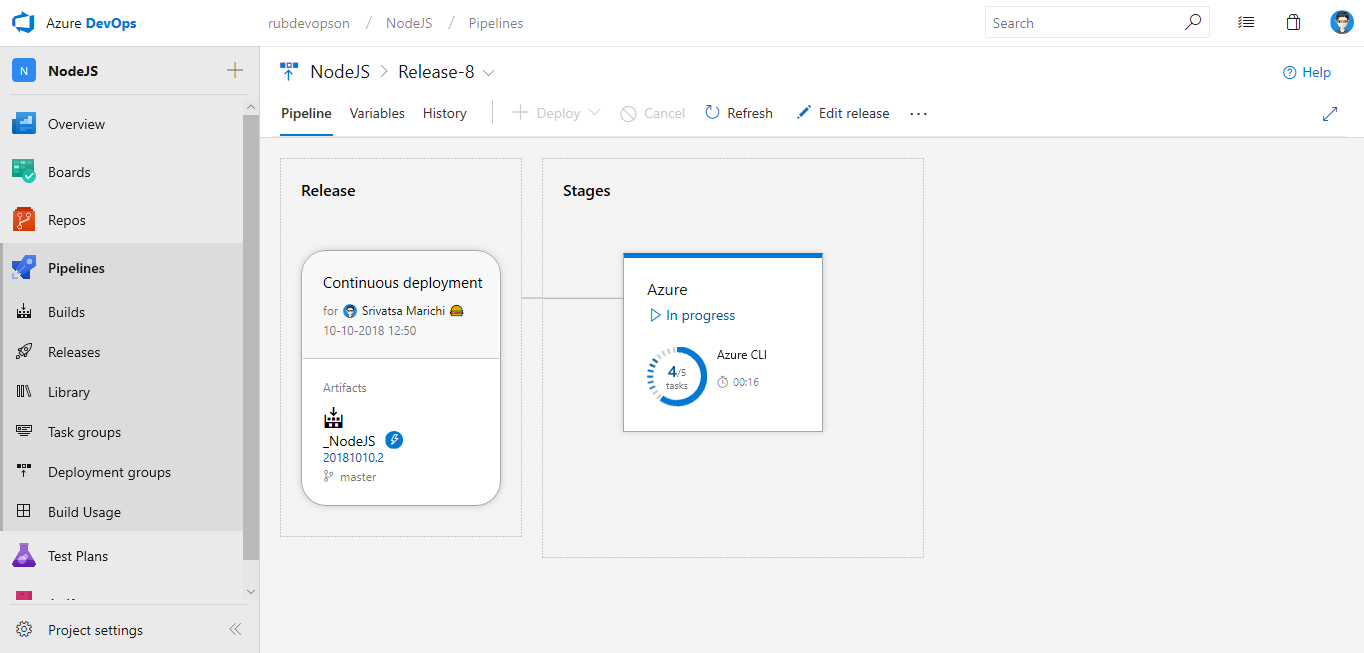 Azure DevOps
rubdevopson / NodeJS / Pipelines
Search
N NodeJS
Overview
Boards
Repos
Pipelines
Builds
Releases
Library
Task groups
Deployment groups
Build Usage
Test Plans
Project settings
NodeJS > Release-8
Help
Pipeline Variables History Deploy Cancel Refresh Edit release ...
Release
Continuous deployment
for Srivatsa Marichi
10-10-2018 12:50
Artifacts
_NodeJS
20181010.2
master
Stages
Azure
In progress
4/5
tasks
Azure CLI
00:16